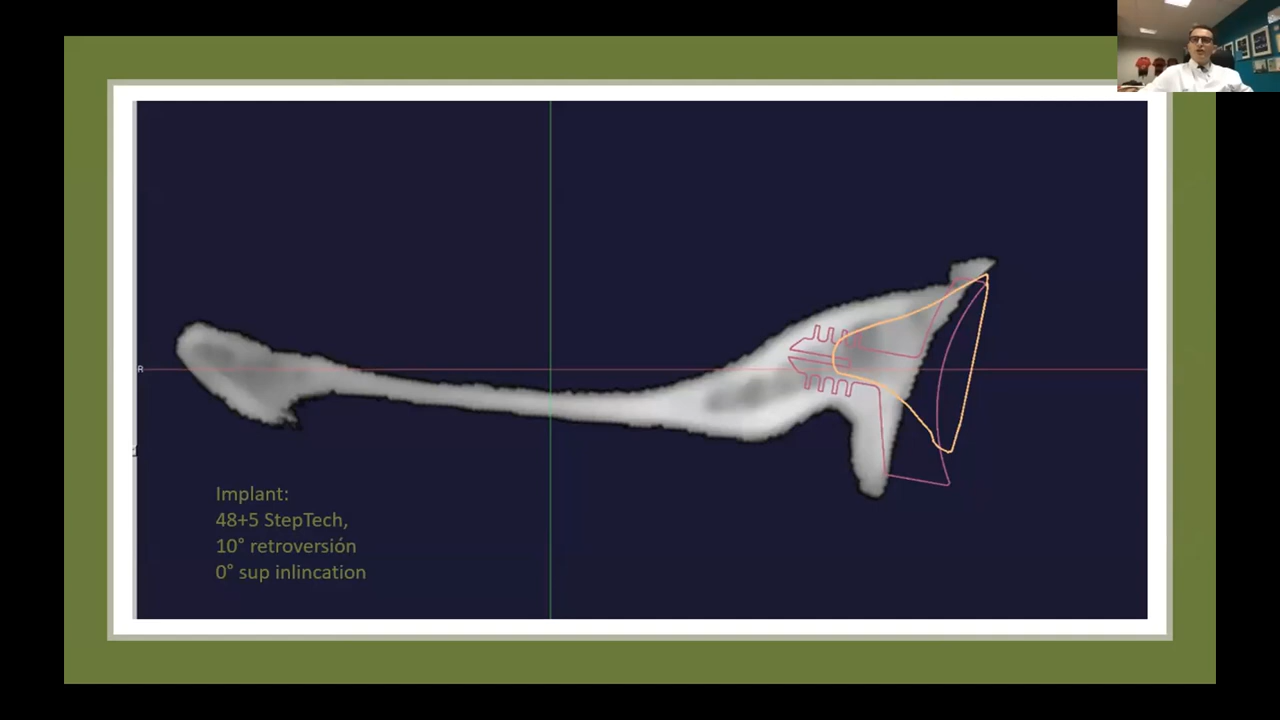 R
Implant:
48+5 StepTech,
10° retroversión
0° sup inlincation